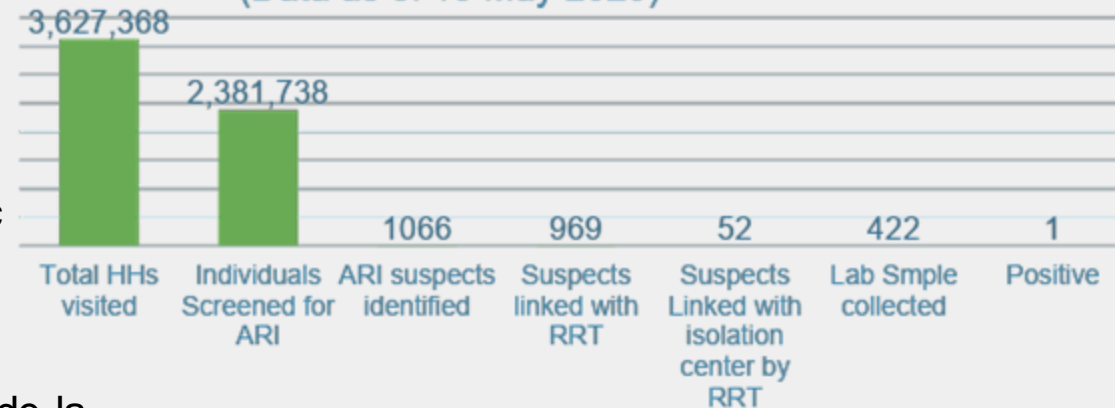 3,627,368
2,381,738
1066 969 52 422 1
Total HHs visited
Individuals Screened for ARI
ARI suspects identified
Suspects linked with RRT
Suspects Linked with isolation center by RRT
Lab Smple collected
Positive